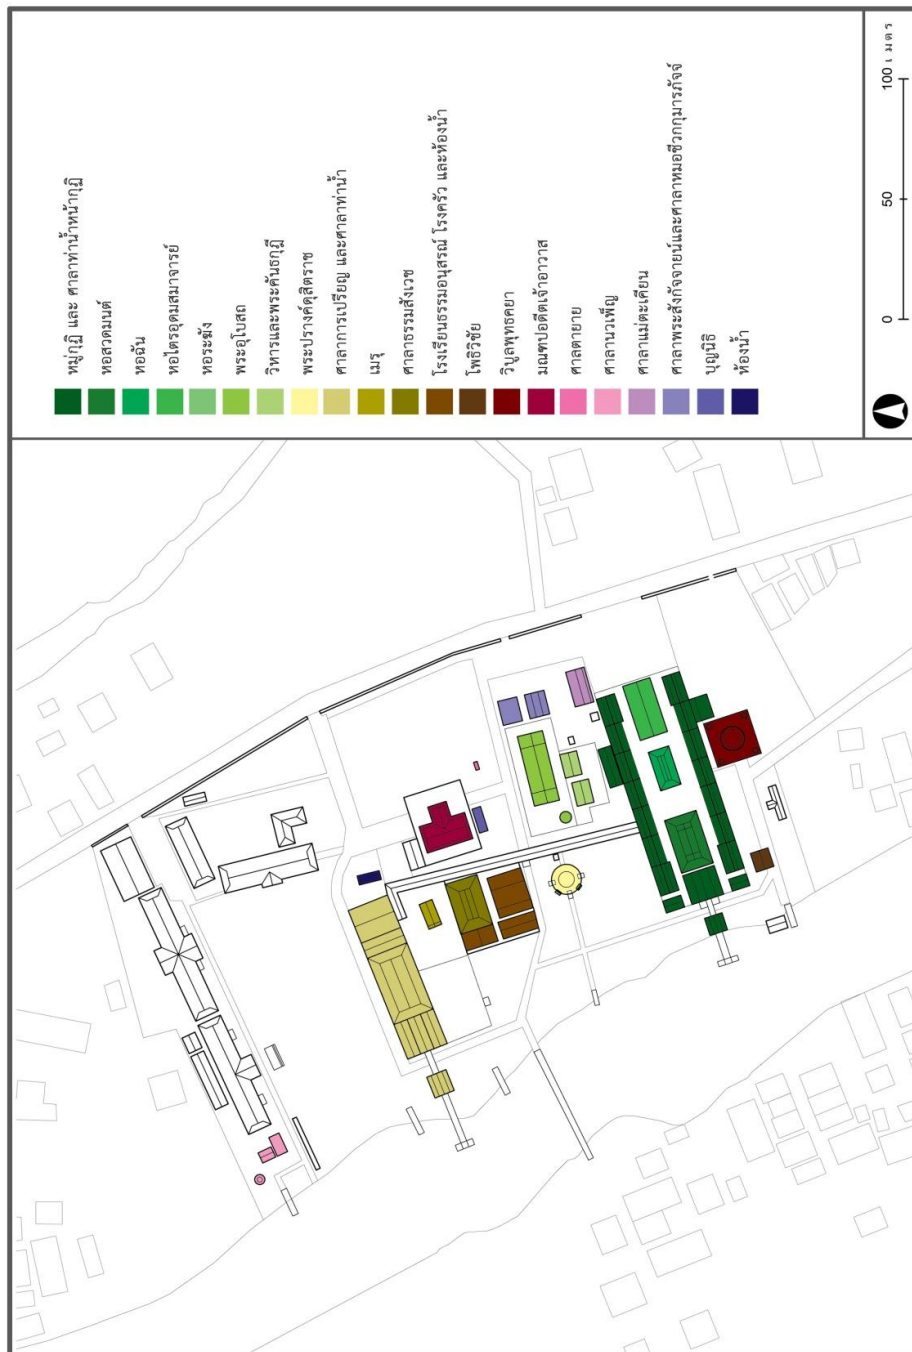 หมู่กุฏิ และ ศาลาท่าน้ำหน้ากุฏิ
หอสวดมนต์
หอฉัน
หอไตรอุดมสมาจารย์
หอระฆัง
พระอุโบสถ
วิหารและพระคันธกุฎี
พระปรางค์ดุสิตราช
ศาลาการเปรียญ และศาลาท่าน้ำ
เมรุ
ศาลาธรรมสังเวช
โรงเรียนธรรมอนุสรณ์ โรงครัว และห้องน้ำ
โพธิวิชัย
วิบูลพุทธคยา
มณฑปอดีตเจ้าอาวาส
ศาลตายาย
ศาลานวเพ็ญ
ศาลาแม่ตะเคียน
ศาลาพระสังกัจจายน์และศาลาหมอชีวกกุมารภัจจ์
บุญนิธิ
ห้องน้ำ
0 50 100 เมตร